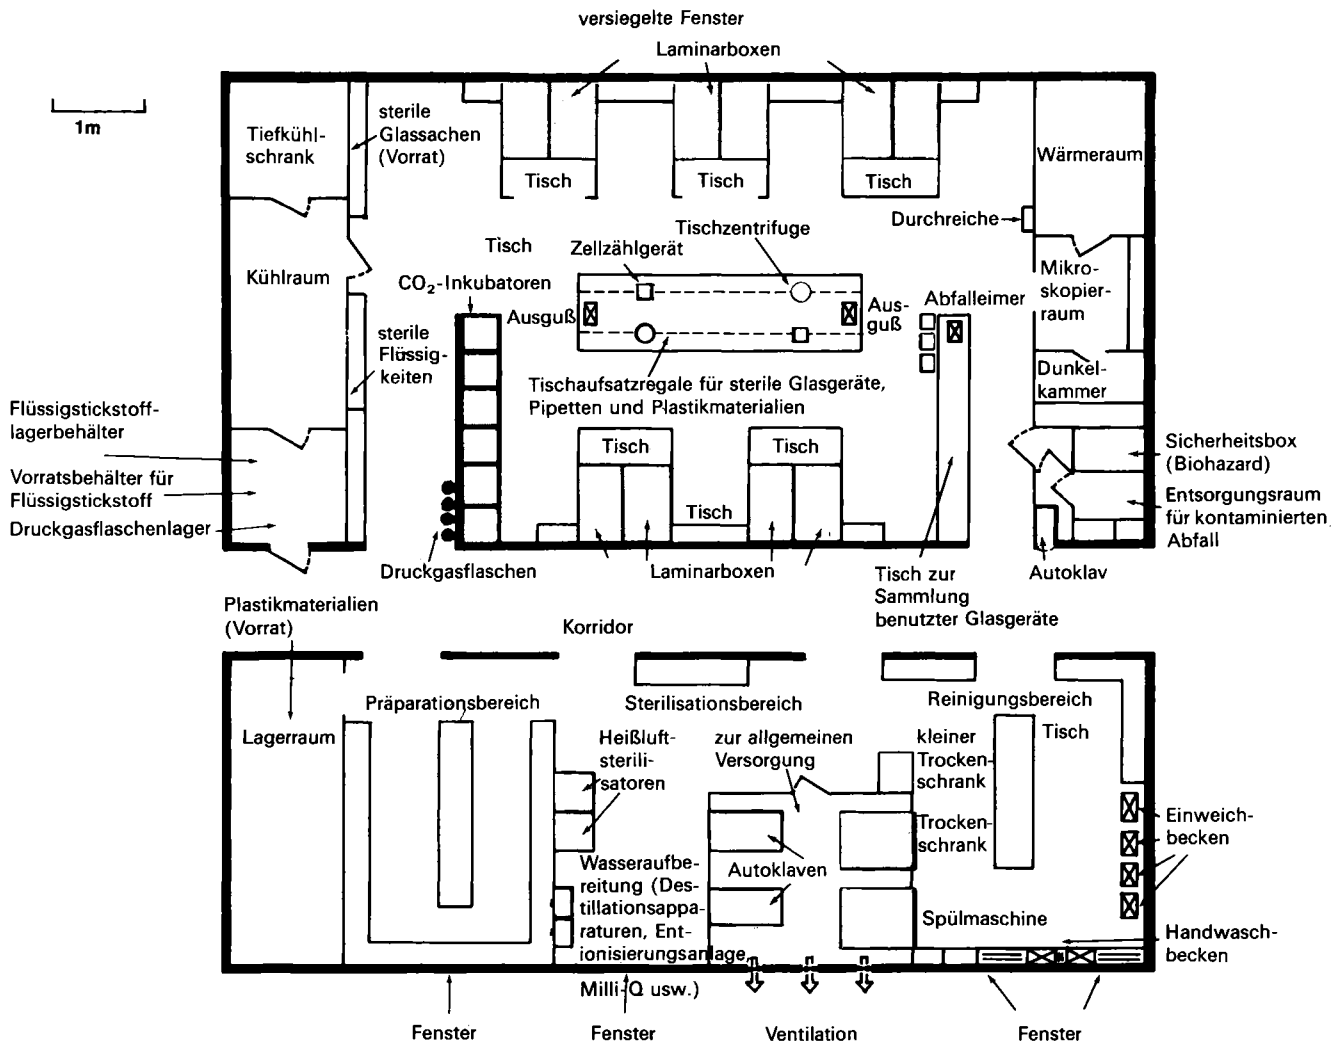 versiegelte Fenster
Laminarboxen
1m
Tiefkühl-
schrank
sterile
Glassachen
(Vorrat)
Tisch
Tisch
Tisch
Wärmeraum
Durchreiche
Tischzentrifuge
Tisch
Zellzählgerät
Kühlraum
CO₂-Inkubatoren
Ausguß
Aus-
guß
Abfalleimer
Mikro-
skopier-
raum
sterile
Flüssig-
keiten
Dunkel-
kammer
Tischaufsatzregale für sterile Glasgeräte,
Pipetten und Plastikmaterialien
Flüssigstickstoff-
lagerbehälter
Vorratsbehälter für
Flüssigstickstoff
Druckgasflaschenlager
Tisch
Tisch
Tisch
Sicherheitsbox
(Biohazard)
Entsorgungsraum
für kontaminierten
Abfall
Druckgasflaschen
Laminarboxen
Tisch zur
Sammlung
benutzter Glasgeräte
Autoklav
Plastikmaterialien
(Vorrat)
Korridor
Präparationsbereich
Sterilisationsbereich
Reinigungsbereich
Lagerraum
Heißluft-
sterili-
satoren
zur allgemeinen
Versorgung
kleiner
Trocken-
schrank
Tisch
Trocken-
schrank
Einweich-
becken
Autoklaven
Wasseraufbe-
reitung (Des-
tillationsappa-
raturen, Ent-
ionisierungsanlage,
Milli-Q usw.)
Spülmaschine
Handwasch-
becken
Fenster
Fenster
Ventilation
Fenster